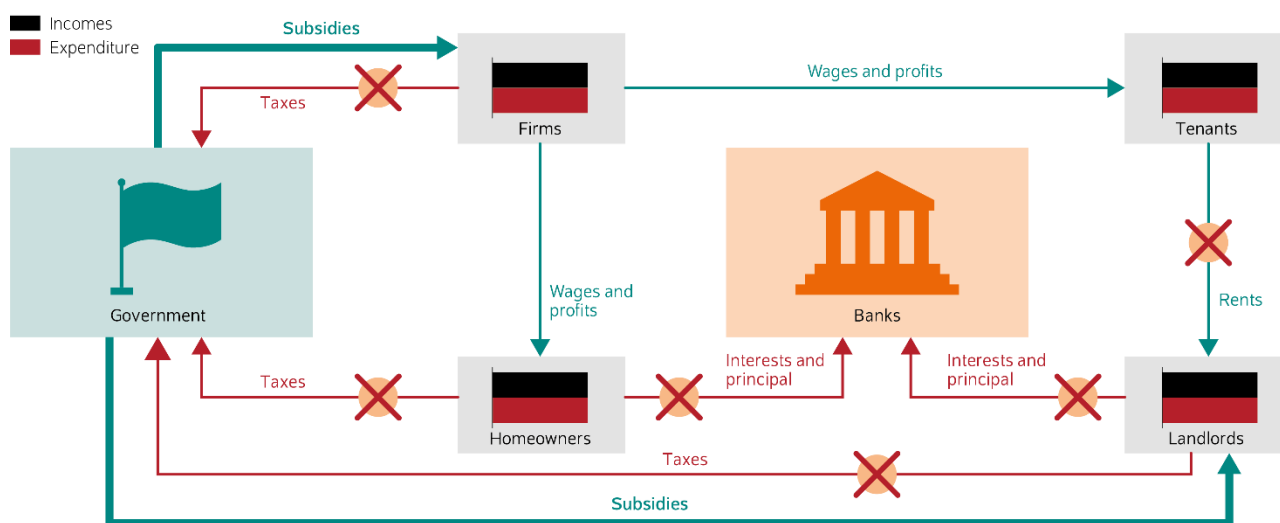 Incomes
Expenditure
Subsidies
Taxes
Wages and profits
Firms
Tenants
Government
Wages and
profits
Banks
Rents
Taxes
Interests and
principal
Interests and
principal
Homeowners
Landlords
Taxes
Subsidies